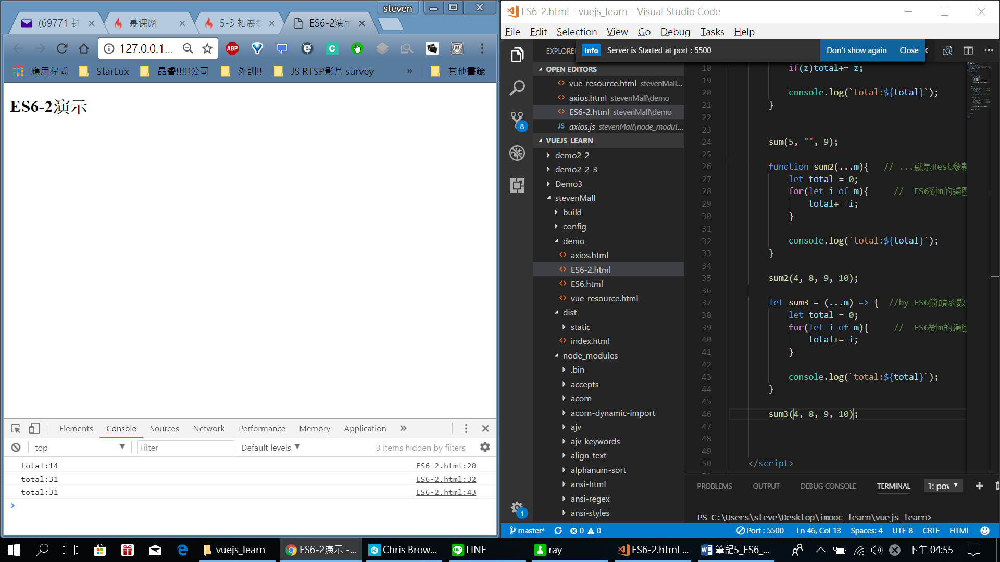 steven
(69771 封
慕课网
5-3 拓展参
ES6-2演示
127.0.0.1...
ABP
應用程式
StarLux
晶睿!!!!!公司
外訓!!
JS RTSP影片 survey
»
其他書籤
ES6-2演示
Elements Console Sources Network Performance Memory Application »
top
Filter
Default levels
3 items hidden by filters
total:14 ES6-2.html:20
total:31 ES6-2.html:32
total:31 ES6-2.html:43
>
ES6-2.html - vuejs_learn - Visual Studio Code
File Edit Selection View Go Debug Tasks Help
EXPLORE
Info Server is Started at port : 5500 Don't show again Close
OPEN EDITORS
vue-resource.html stevenMall...
axios.html stevenMall\demo
ES6-2.html stevenMall\demo
JS axios.js stevenMall\node_modul...
VUEJS_LEARN
demo2_2
demo2_2_3
Demo3
stevenMall
build
config
demo
axios.html
ES6-2.html
ES6.html
vue-resource.html
dist
static
index.html
node_modules
.bin
accepts
acorn
acorn-dynamic-import
ajv
ajv-keywords
align-text
alphanum-sort
ansi-html
ansi-regex
ansi-styles
8
1
18 if(z)total+= z;
19
20 console.log(`total:${total}`);
21 }
22
23
24 sum(5, "", 9);
25
26 function sum2(...m){ // ...就是Rest參數
27 let total = 0;
28 for(let i of m){ // ES6對m的遍歷
29 total+= i;
30 }
31
32 console.log(`total:${total}`);
33 }
34
35 sum2(4, 8, 9, 10);
36
37 let sum3 = (...m) => { //by ES6箭頭函數
38 let total = 0;
39 for(let i of m){ // ES6對m的遍歷
40 total+= i;
41 }
42
43 console.log(`total:${total}`);
44 }
45
46 sum3(4, 8, 9, 10);
47
48
49
50 </script>
PROBLEMS OUTPUT DEBUG CONSOLE TERMINAL 1: pow
PS C:\Users\steve\Desktop\imooc_learn\vuejs_learn>
master* 0 0 Port : 5500 Ln 46, Col 13 Spaces: 4 UTF-8 CRLF HTML
vuejs_learn
ES6-2演示 -...
Chris Brow...
LINE
ray
ES6-2.html ...
筆記5_ES6_...
下午 04:55